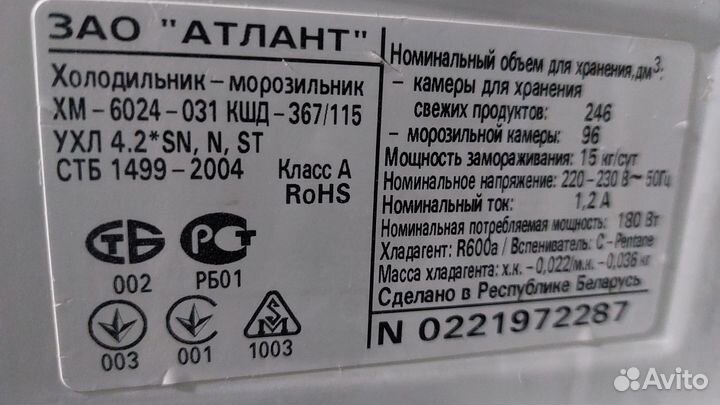 ЗАО "АТЛАНТ"
Холодильник – морозильник
ХМ – 6024 – 031 КШД – 367/115
УХЛ 4.2* SN, N, ST
СТБ 1499 – 2004 Класс А
RoHS
СТБ РСТ
002 РБ01
003 001 1003
Номинальный объем для хранения, дм³:
– камеры для хранения
свежих продуктов: 246
– морозильной камеры: 96
Мощность замораживания: 15 кг/сут
Номинальное напряжение: 220 – 230 В ~ 50Гц
Номинальный ток: 1,2 А
Номинальная потребляемая мощность: 180 Вт
Хладагент: R600a / Вспениватель: C – Pentane
Масса хладагента: х.к. – 0,022/м.к. – 0,036 кг
Сделано в Республике Беларусь
N 0221972287
Avito